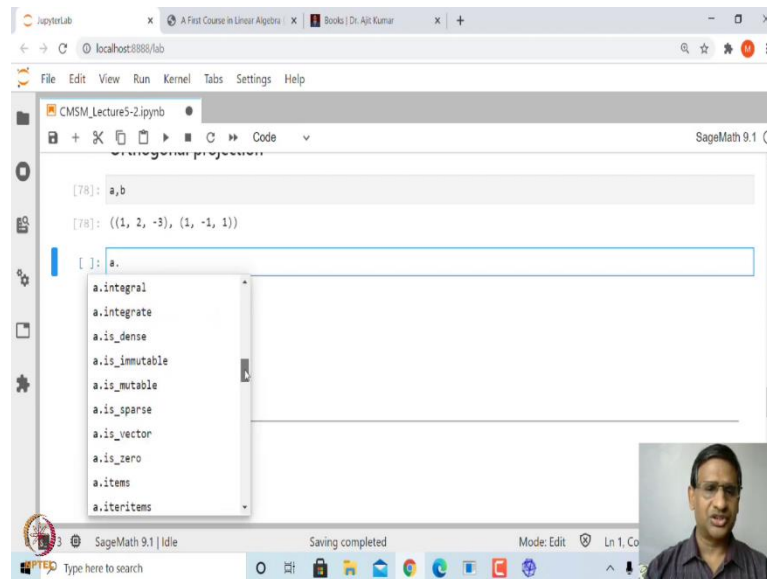 JupyterLab
A First Course in Linear Algebra |
Books | Dr. Ajit Kumar
localhost:8888/lab
M
File Edit View Run Kernel Tabs Settings Help
CMSM_Lecture5-2.ipynb
Code
SageMath 9.1
Orthogonal projection
[78]: a,b
[78]: ((1, 2, -3), (1, -1, 1))
[ ]: a.
a.integral
a.integrate
a.is_dense
a.is_immutable
a.is_mutable
a.is_sparse
a.is_vector
a.is_zero
a.items
a.iteritems
3 SageMath 9.1 | Idle Saving completed Mode: Edit Ln 1, Co
Type here to search